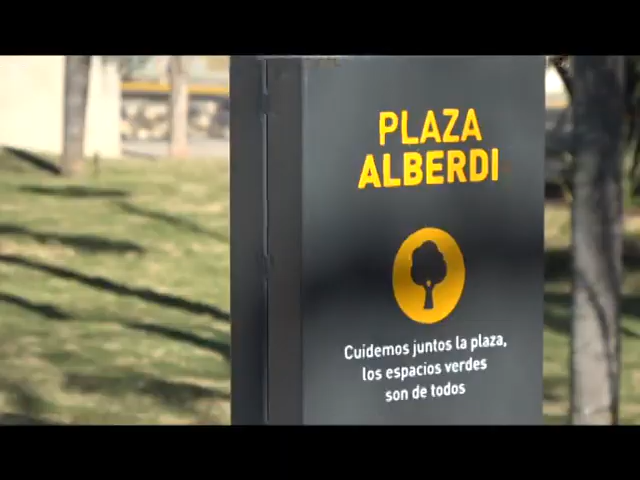 PLAZA
ALBERDI
Cuidemos juntos la plaza,
los espacios verdes
son de todos